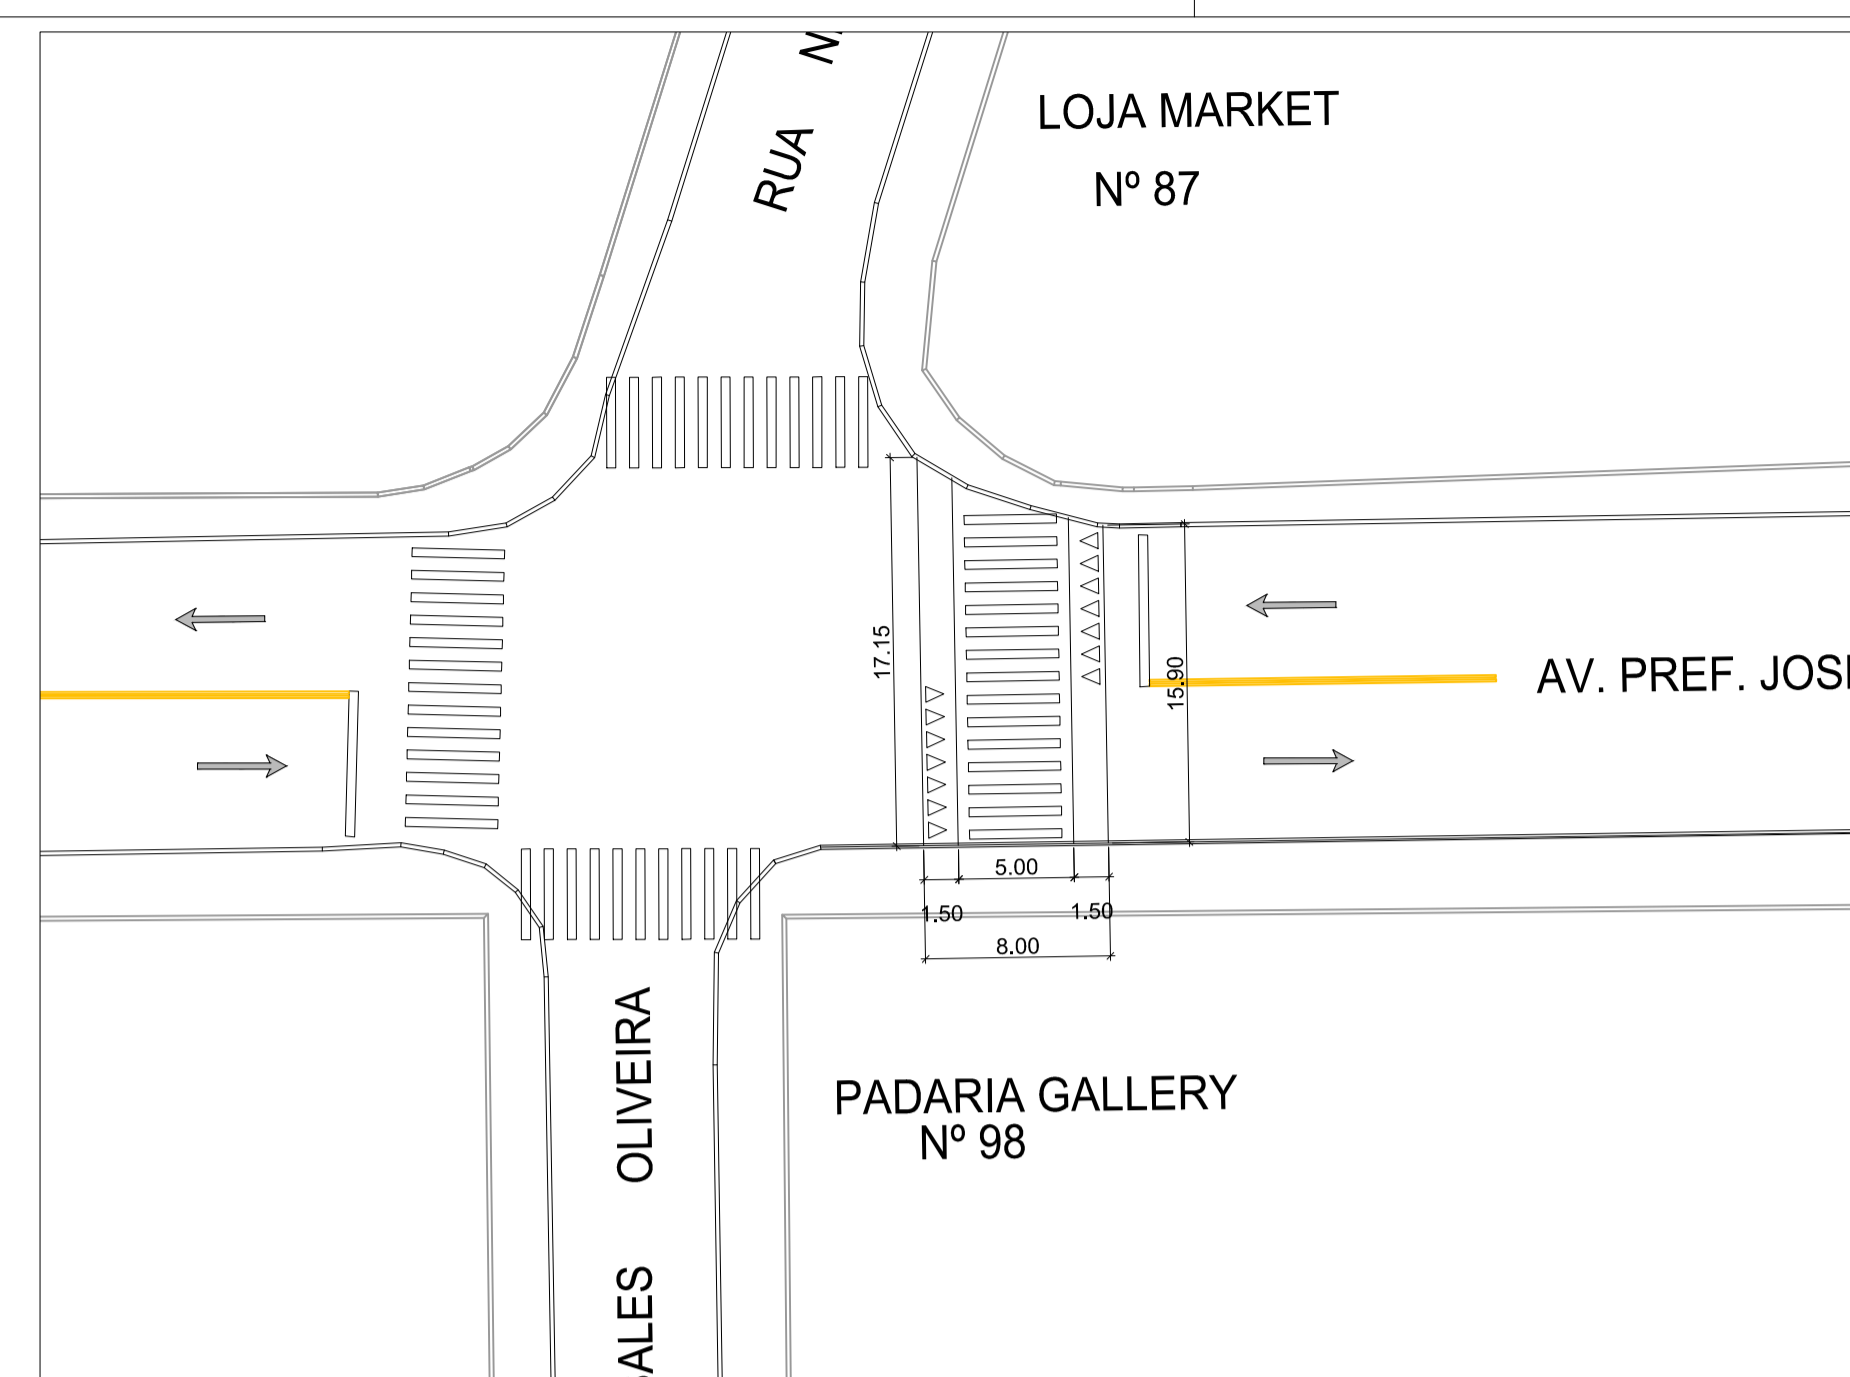 RUA
LOJA MARKET
Nº 87
17.15
15.90
AV. PREF. JOSE
5.00
1.50
1.50
8.00
OLIVEIRA
PADARIA GALLERY
Nº 98
ALES